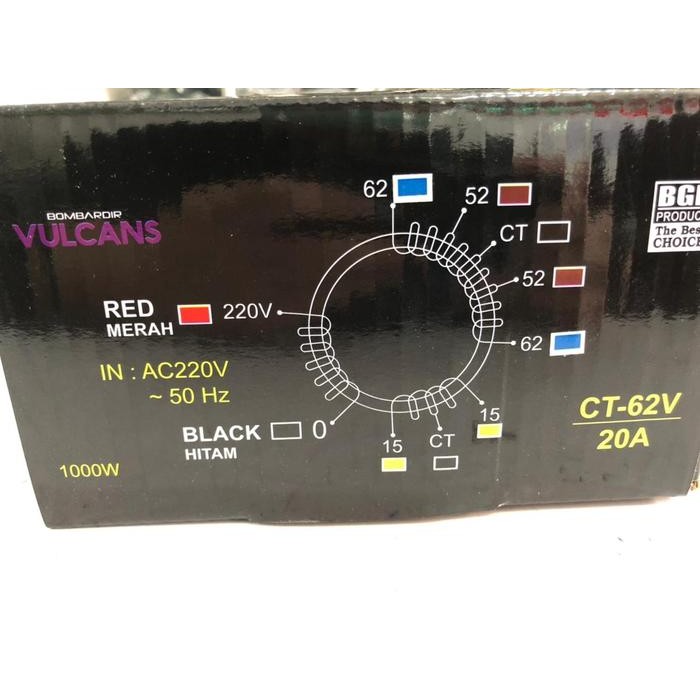 BOMBARDIR
VULCANS
RED
MERAH
220V
IN : AC220V
~ 50 Hz
BLACK
HITAM
0
1000W
62
52
CT
52
62
15
CT
15
CT-62V
20A
PRODUC
The Bes
CHOICE